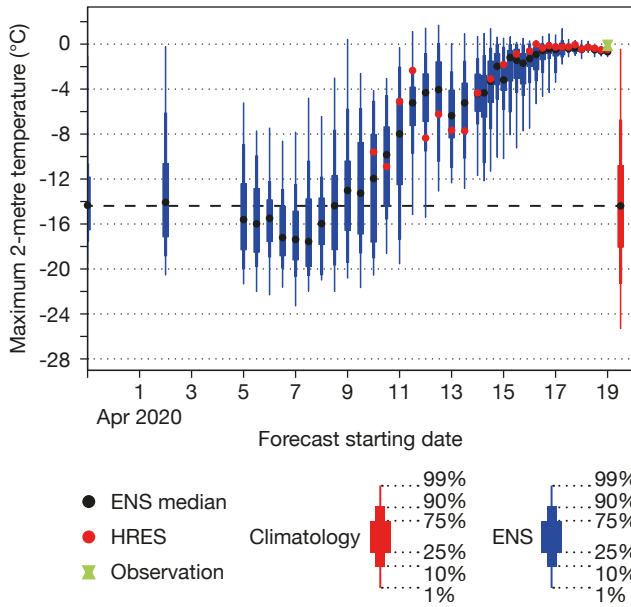 Maximum 2-metre temperature (°C)
0
-4
-8
-12
-14
-16
-20
-24
-28
1 3 5 7 9 11 13 15 17 19
Apr 2020
Forecast starting date
ENS median
HRES
Observation
Climatology
99%
90%
75%
25%
10%
1%
ENS
99%
90%
75%
25%
10%
1%